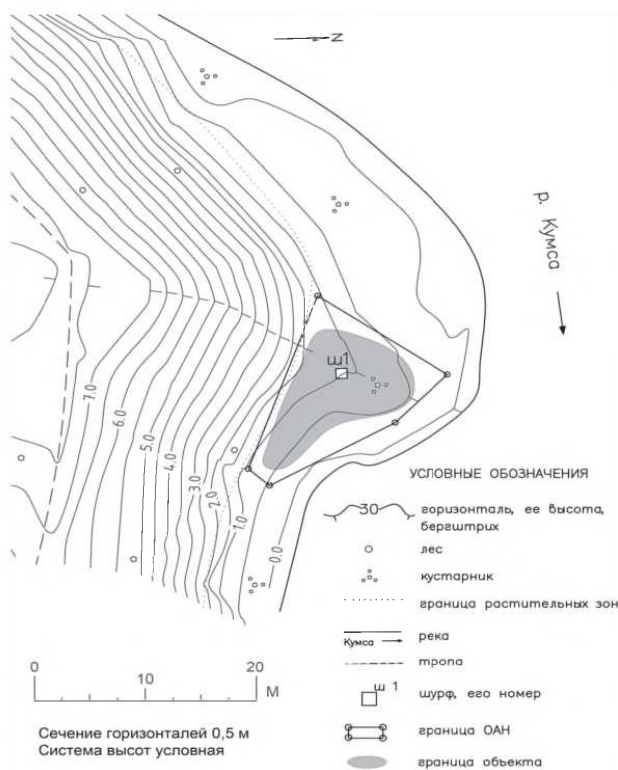 N
р. Кумса
ш1
7.0
6.0
5.0
4.0
3.0
2.0
1.0
0.0
УСЛОВНЫЕ ОБОЗНАЧЕНИЯ
30 горизонталь, ее высота,
бергштрих
лес
кустарник
граница растительных зон
Кумса река
тропа
ш 1 шурф, его номер
граница ОАН
граница объекта
0 10 20
М
Сечение горизонталей 0,5 м
Система высот условная